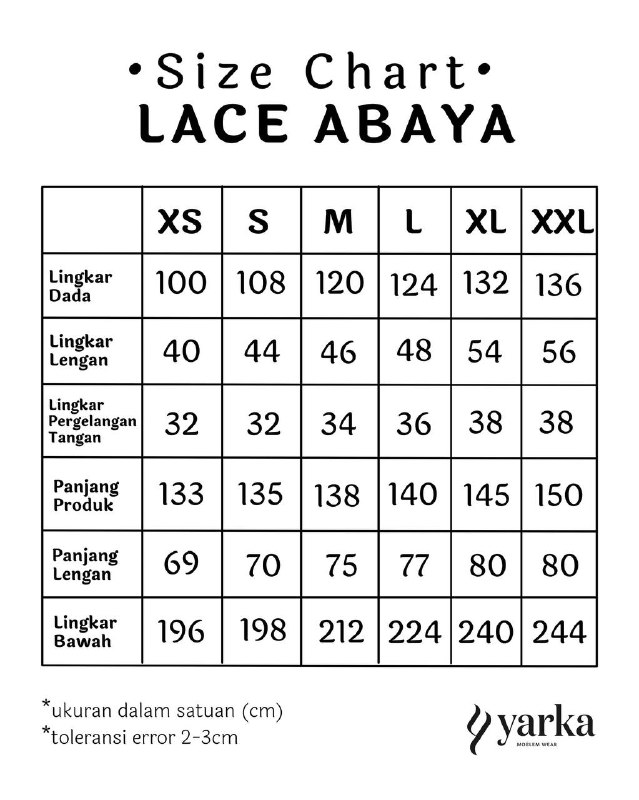 •Size Chart•
LACE ABAYA
XS S M L XL XXL
Lingkar Dada 100 108 120 124 132 136
Lingkar Lengan 40 44 46 48 54 56
Lingkar Pergelangan Tangan 32 32 34 36 38 38
Panjang Produk 133 135 138 140 145 150
Panjang Lengan 69 70 75 77 80 80
Lingkar Bawah 196 198 212 224 240 244
*ukuran dalam satuan (cm)
*toleransi error 2-3cm
yarka
MOSLEM WEAR